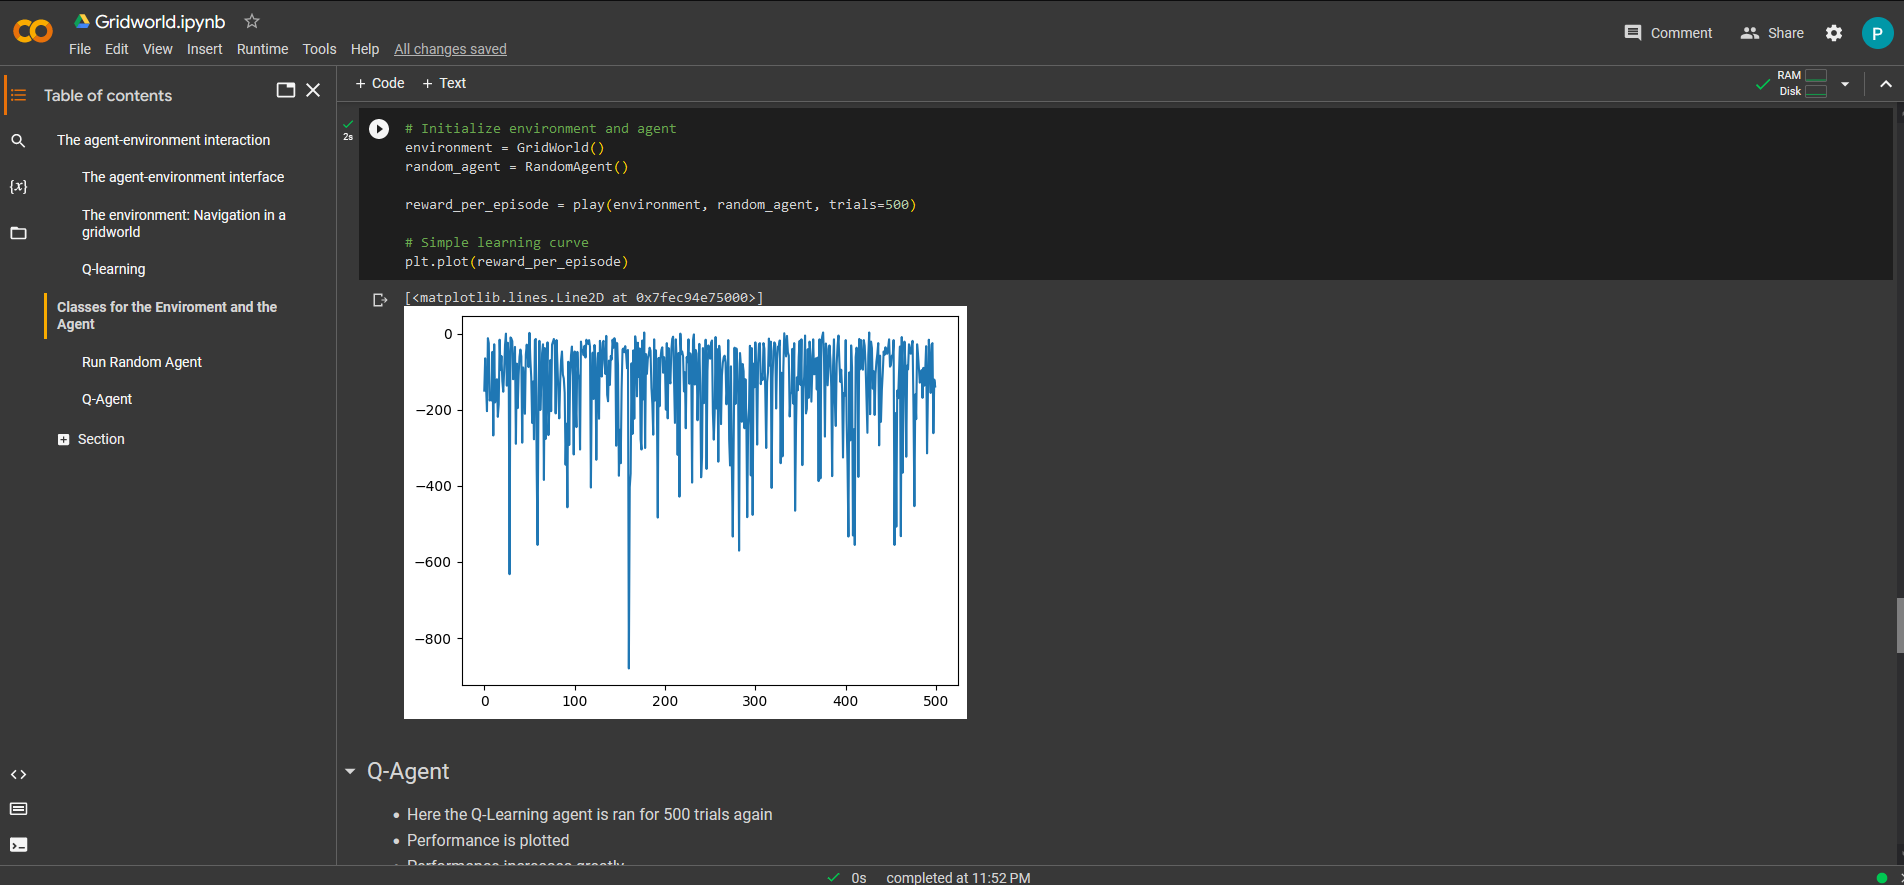 Gridworld.ipynb
File Edit View Insert Runtime Tools Help All changes saved
Comment Share P
Table of contents
The agent-environment interaction
The agent-environment interface
The environment: Navigation in a
gridworld
Q-learning
Classes for the Enviroment and the
Agent
Run Random Agent
Q-Agent
Section
{x}
+ Code + Text
RAM
Disk
2s
# Initialize environment and agent
environment = GridWorld()
random_agent = RandomAgent()
reward_per_episode = play(environment, random_agent, trials=500)
# Simple learning curve
plt.plot(reward_per_episode)
[<matplotlib.lines.Line2D at 0x7fec94e75000>]
0
−200
−400
−600
−800
0 100 200 300 400 500
Q-Agent
• Here the Q-Learning agent is ran for 500 trials again
• Performance is plotted
• Performance increases greatly
0s completed at 11:52 PM